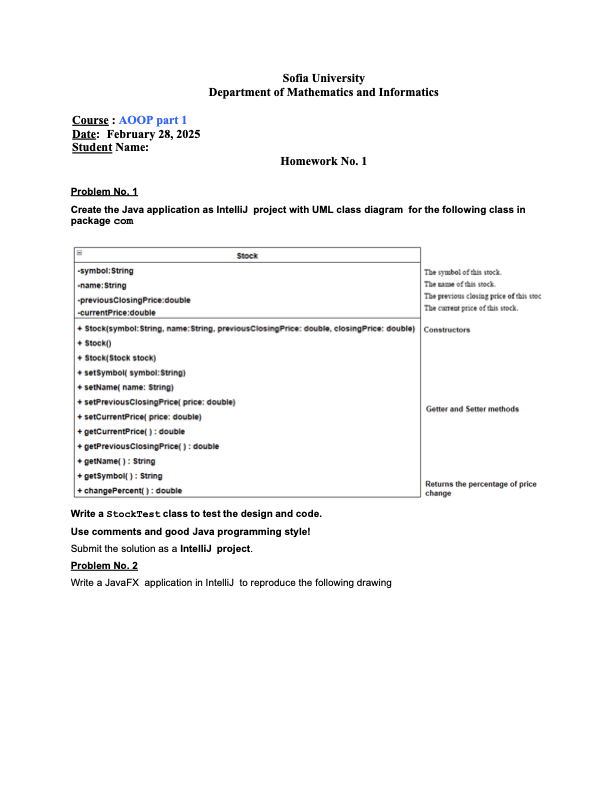 Sofia University
Department of Mathematics and Informatics
Course : AOOP part 1
Date: February 28, 2025
Student Name:
Homework No. 1
Problem No. 1
Create the Java application as IntelliJ project with UML class diagram for the following class in
package com
Stock
-symbol:String
The symbol of this stock.
-name:String
The name of this stock.
-previousClosingPrice:double
The previous closing price of this stoc
-currentPrice:double
The current price of this stock.
+ Stock(symbol:String, name:String, previousClosingPrice: double, closingPrice: double)
Constructors
+ Stock()
+ Stock(Stock stock)
+ setSymbol( symbol:String)
+ setName( name: String)
+ setPreviousClosingPrice( price: double)
+ setCurrentPrice( price: double)
Getter and Setter methods
+ getCurrentPrice( ) : double
+ getPreviousClosingPrice( ) : double
+ getName( ) : String
+ getSymbol( ) : String
+ changePercent( ) : double
Returns the percentage of price
change
Write a StockTest class to test the design and code.
Use comments and good Java programming style!
Submit the solution as a IntelliJ project.
Problem No. 2
Write a JavaFX application in IntelliJ to reproduce the following drawing